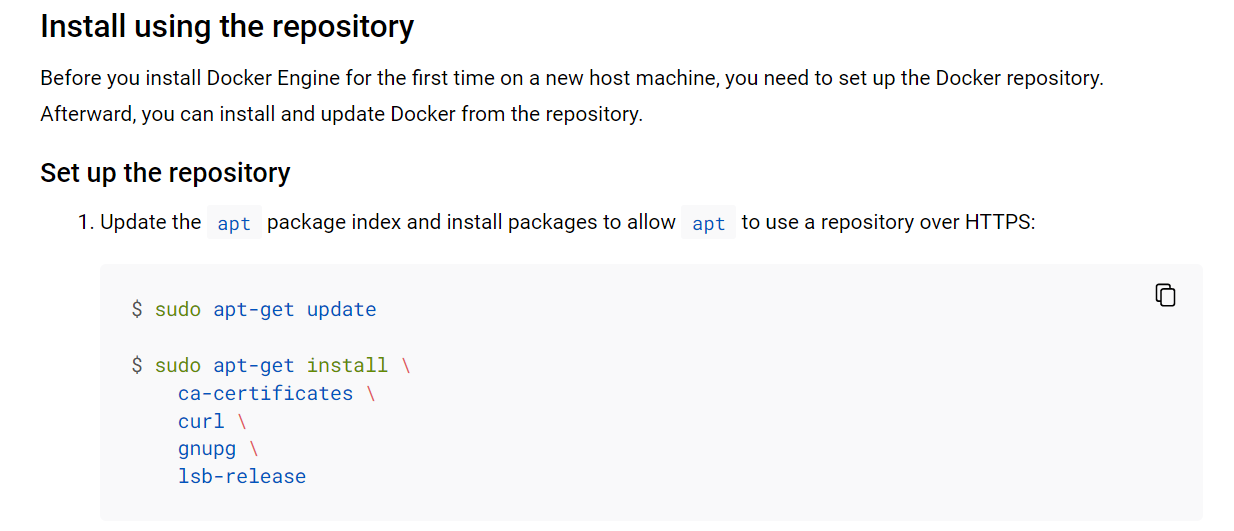 Install using the repository
Before you install Docker Engine for the first time on a new host machine, you need to set up the Docker repository.
Afterward, you can install and update Docker from the repository.
Set up the repository
1. Update the apt package index and install packages to allow apt to use a repository over HTTPS:
$ sudo apt-get update
$ sudo apt-get install \
ca-certificates \
curl \
gnupg \
lsb-release